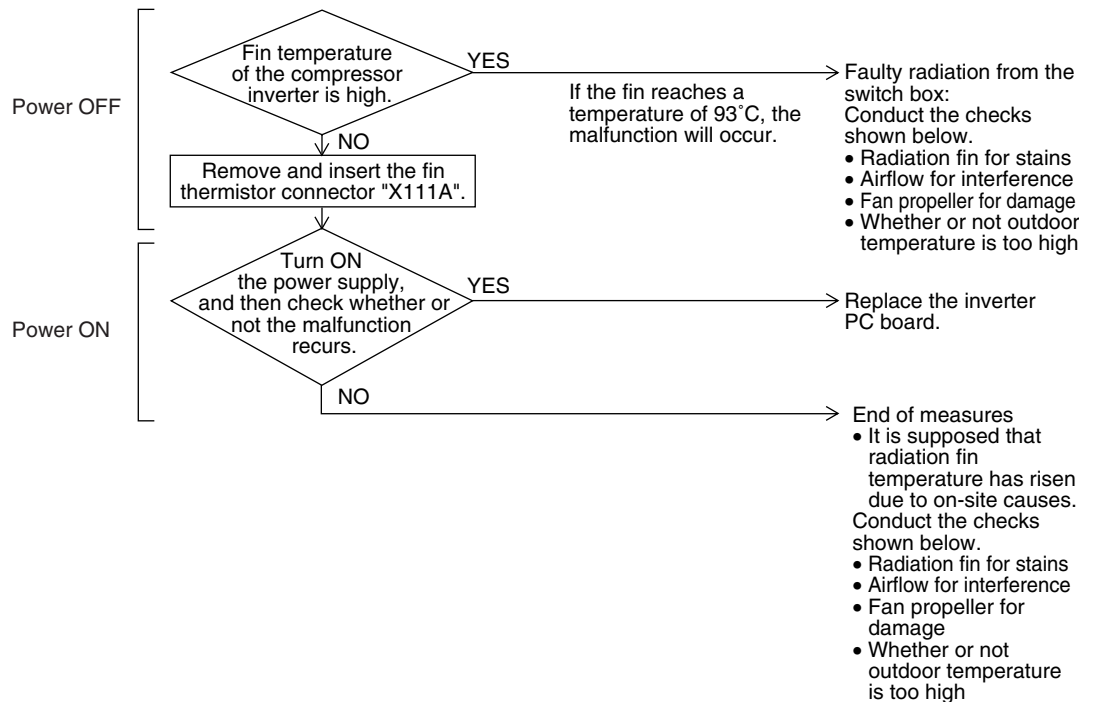 Power OFF
Fin temperature
of the compressor
inverter is high.
YES
If the fin reaches a
temperature of 93˚C, the
malfunction will occur.
Faulty radiation from the
switch box:
Conduct the checks
shown below.
• Radiation fin for stains
• Airflow for interference
• Fan propeller for damage
• Whether or not outdoor
temperature is too high
NO
Remove and insert the fin
thermistor connector "X111A".
Power ON
Turn ON
the power supply,
and then check whether or
not the malfunction
recurs.
YES
Replace the inverter
PC board.
NO
End of measures
• It is supposed that
radiation fin
temperature has risen
due to on-site causes.
Conduct the checks
shown below.
• Radiation fin for stains
• Airflow for interference
• Fan propeller for
damage
• Whether or not
outdoor temperature
is too high